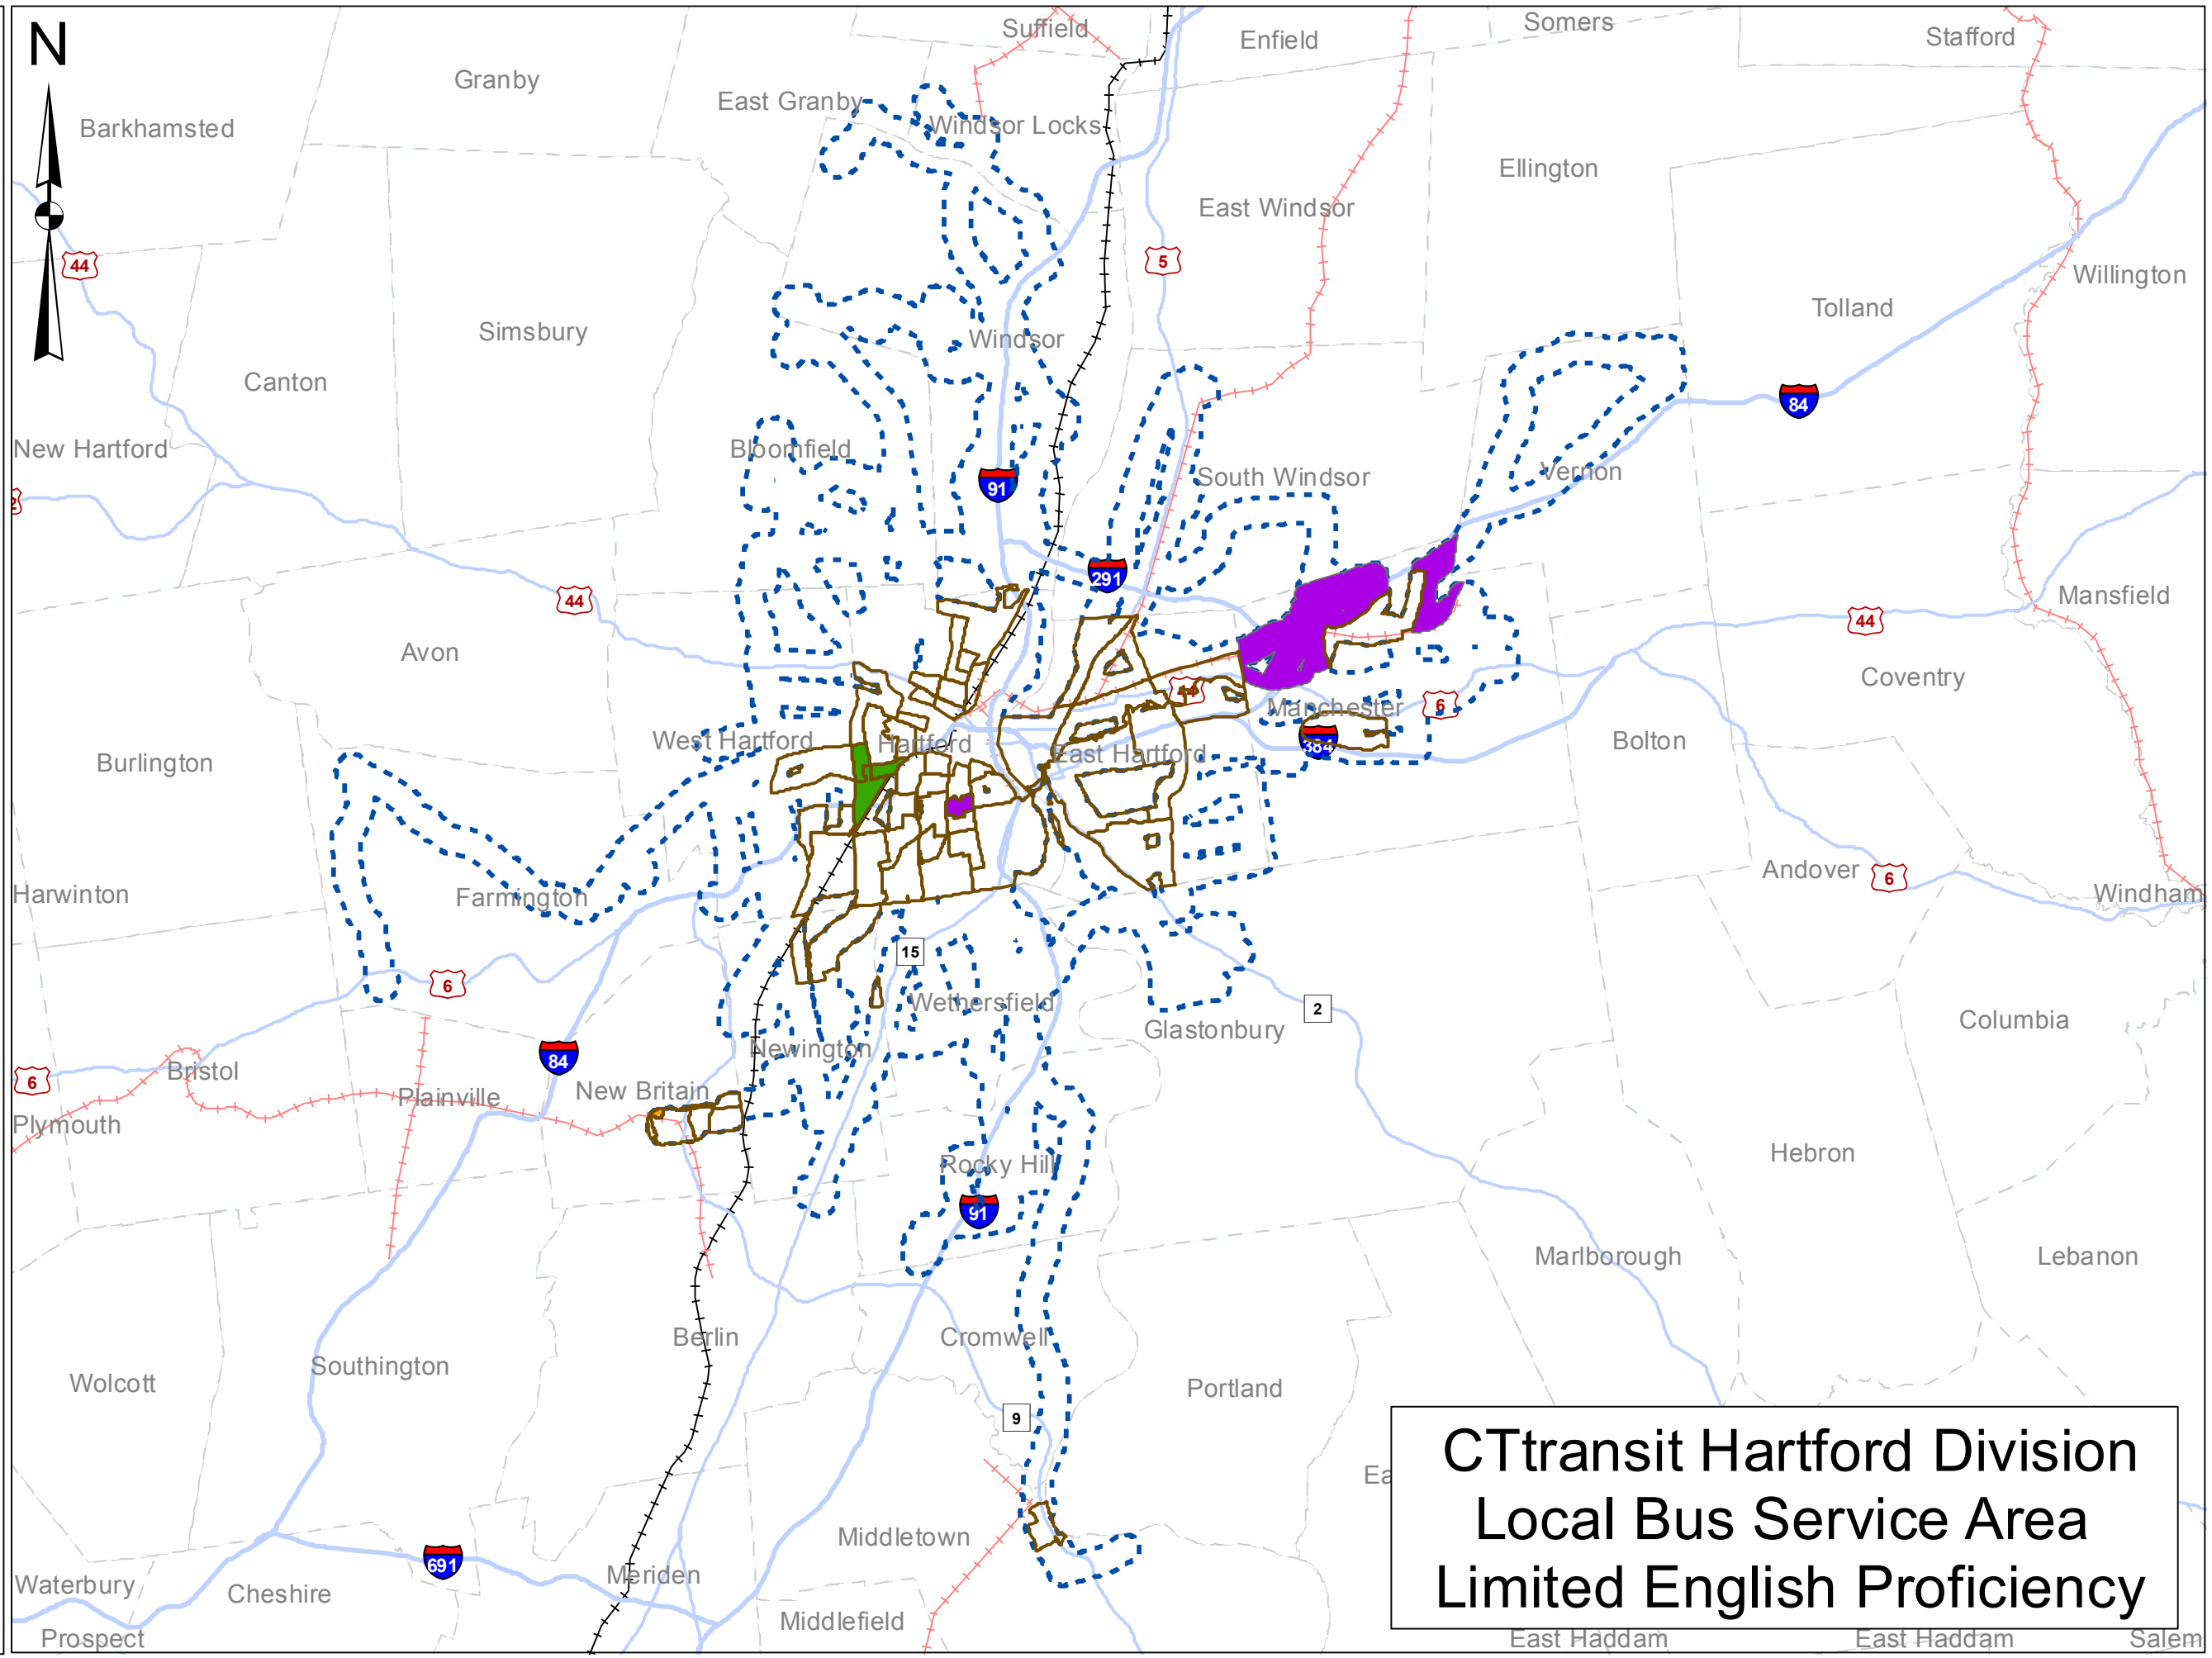 N
Suffield
Enfield
Somers
Stafford
Granby
East Granby
Barkhamsted
Windsor Locks
Ellington
East Windsor
44
5
Willington
Simsbury
Windsor
Tolland
Canton
84
New Hartford
Bloomfield
91
South Windsor
Vernon
291
44
44
Mansfield
Avon
Coventry
44
Manchester
6
West Hartford
Hartford
East Hartford
384
Bolton
Burlington
Andover
6
Harwinton
Farmington
Windham
15
6
Wethersfield
2
Glastonbury
Columbia
Newington
84
6
Bristol
New Britain
Plainville
Plymouth
Rocky Hill
Hebron
91
Marlborough
Lebanon
Berlin
Cromwell
Southington
Wolcott
Portland
9
Ea
CTtransit Hartford Division
Local Bus Service Area
Limited English Proficiency
Middletown
691
Meriden
Waterbury
Cheshire
Middlefield
Prospect
East Haddam
East Haddam
Salem